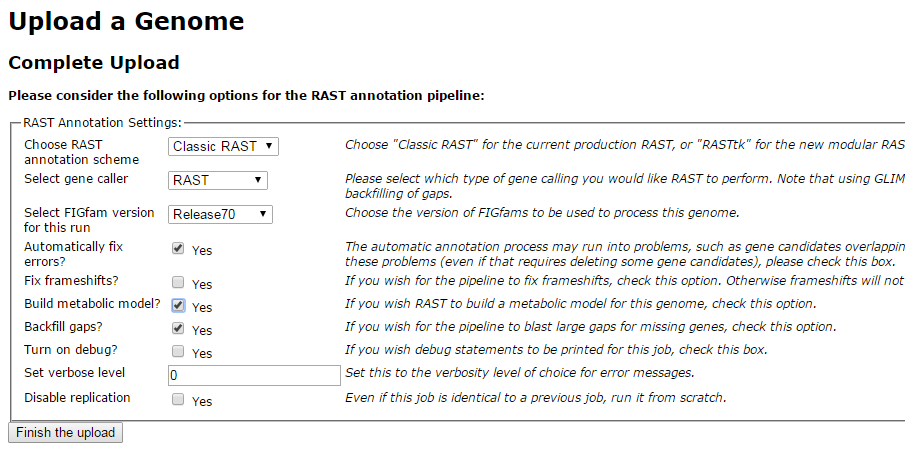 Upload a Genome
Complete Upload
Please consider the following options for the RAST annotation pipeline:
RAST Annotation Settings:
Choose RAST annotation scheme Classic RAST Choose "Classic RAST" for the current production RAST, or "RASTtk" for the new modular RAS
Select gene caller RAST Please select which type of gene calling you would like RAST to perform. Note that using GLIM
backfilling of gaps.
Select FIGfam version for this run Release70 Choose the version of FIGfams to be used to process this genome.
Automatically fix errors? Yes The automatic annotation process may run into problems, such as gene candidates overlappin
these problems (even if that requires deleting some gene candidates), please check this box.
Fix frameshifts? Yes If you wish for the pipeline to fix frameshifts, check this option. Otherwise frameshifts will not
Build metabolic model? Yes If you wish RAST to build a metabolic model for this genome, check this option.
Backfill gaps? Yes If you wish for the pipeline to blast large gaps for missing genes, check this option.
Turn on debug? Yes If you wish debug statements to be printed for this job, check this box.
Set verbose level 0 Set this to the verbosity level of choice for error messages.
Disable replication Yes Even if this job is identical to a previous job, run it from scratch.
Finish the upload